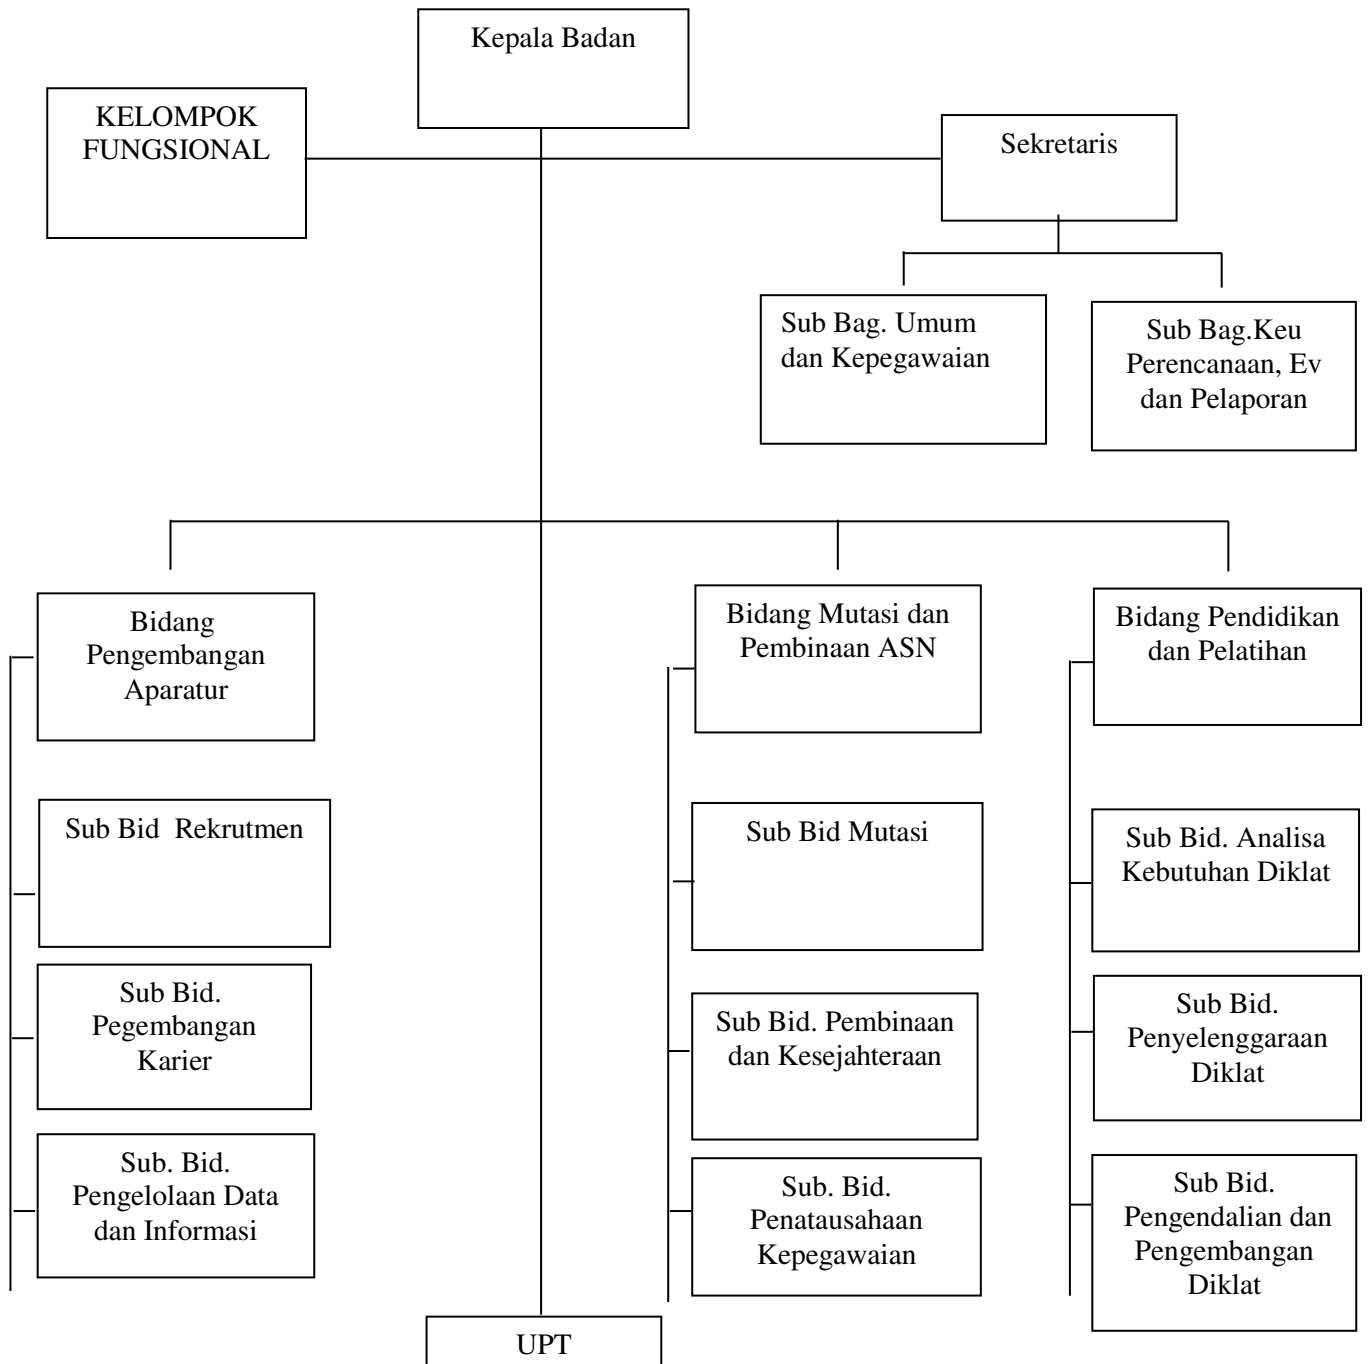 Kepala Badan
KELOMPOK
FUNGSIONAL
Sekretaris
Sub Bag. Umum
dan Kepegawaian
Sub Bag.Keu
Perencanaan, Ev
dan Pelaporan
Bidang
Pengembangan
Aparatur
Bidang Mutasi dan
Pembinaan ASN
Bidang Pendidikan
dan Pelatihan
Sub Bid  Rekrutmen
Sub Bid Mutasi
Sub Bid. Analisa
Kebutuhan Diklat
Sub Bid.
Pegembangan
Karier
Sub Bid. Pembinaan
dan Kesejahteraan
Sub Bid.
Penyelenggaraan
Diklat
Sub. Bid.
Pengelolaan Data
dan Informasi
Sub. Bid.
Penatausahaan
Kepegawaian
Sub Bid.
Pengendalian dan
Pengembangan
Diklat
UPT